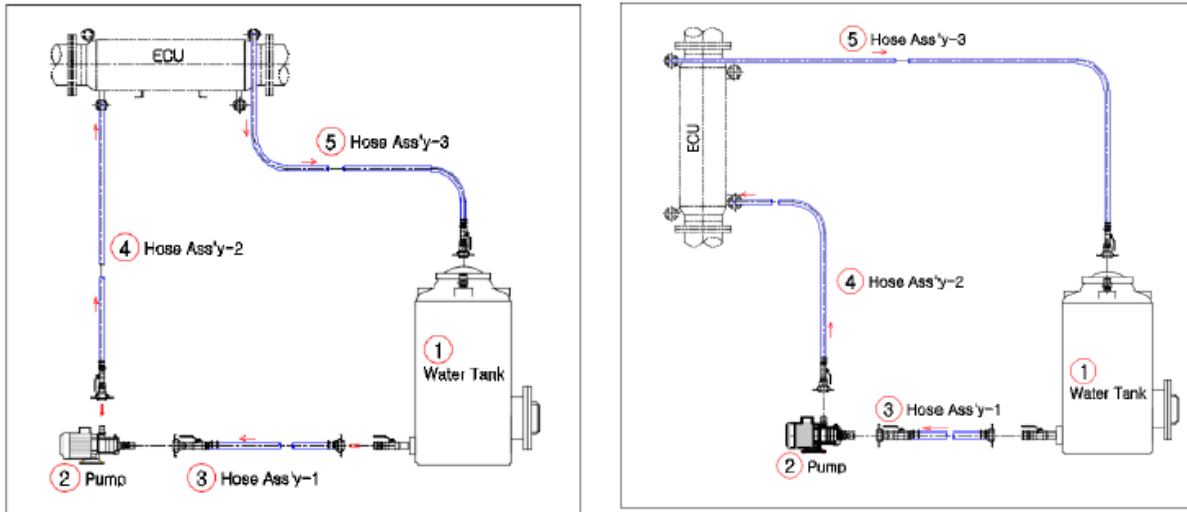 ECU
⑤ Hose Ass'y-3
④ Hose Ass'y-2
① Water Tank
② Pump
③ Hose Ass'y-1
⑤ Hose Ass'y-3
ECU
④ Hose Ass'y-2
① Water Tank
③ Hose Ass'y-1
② Pump